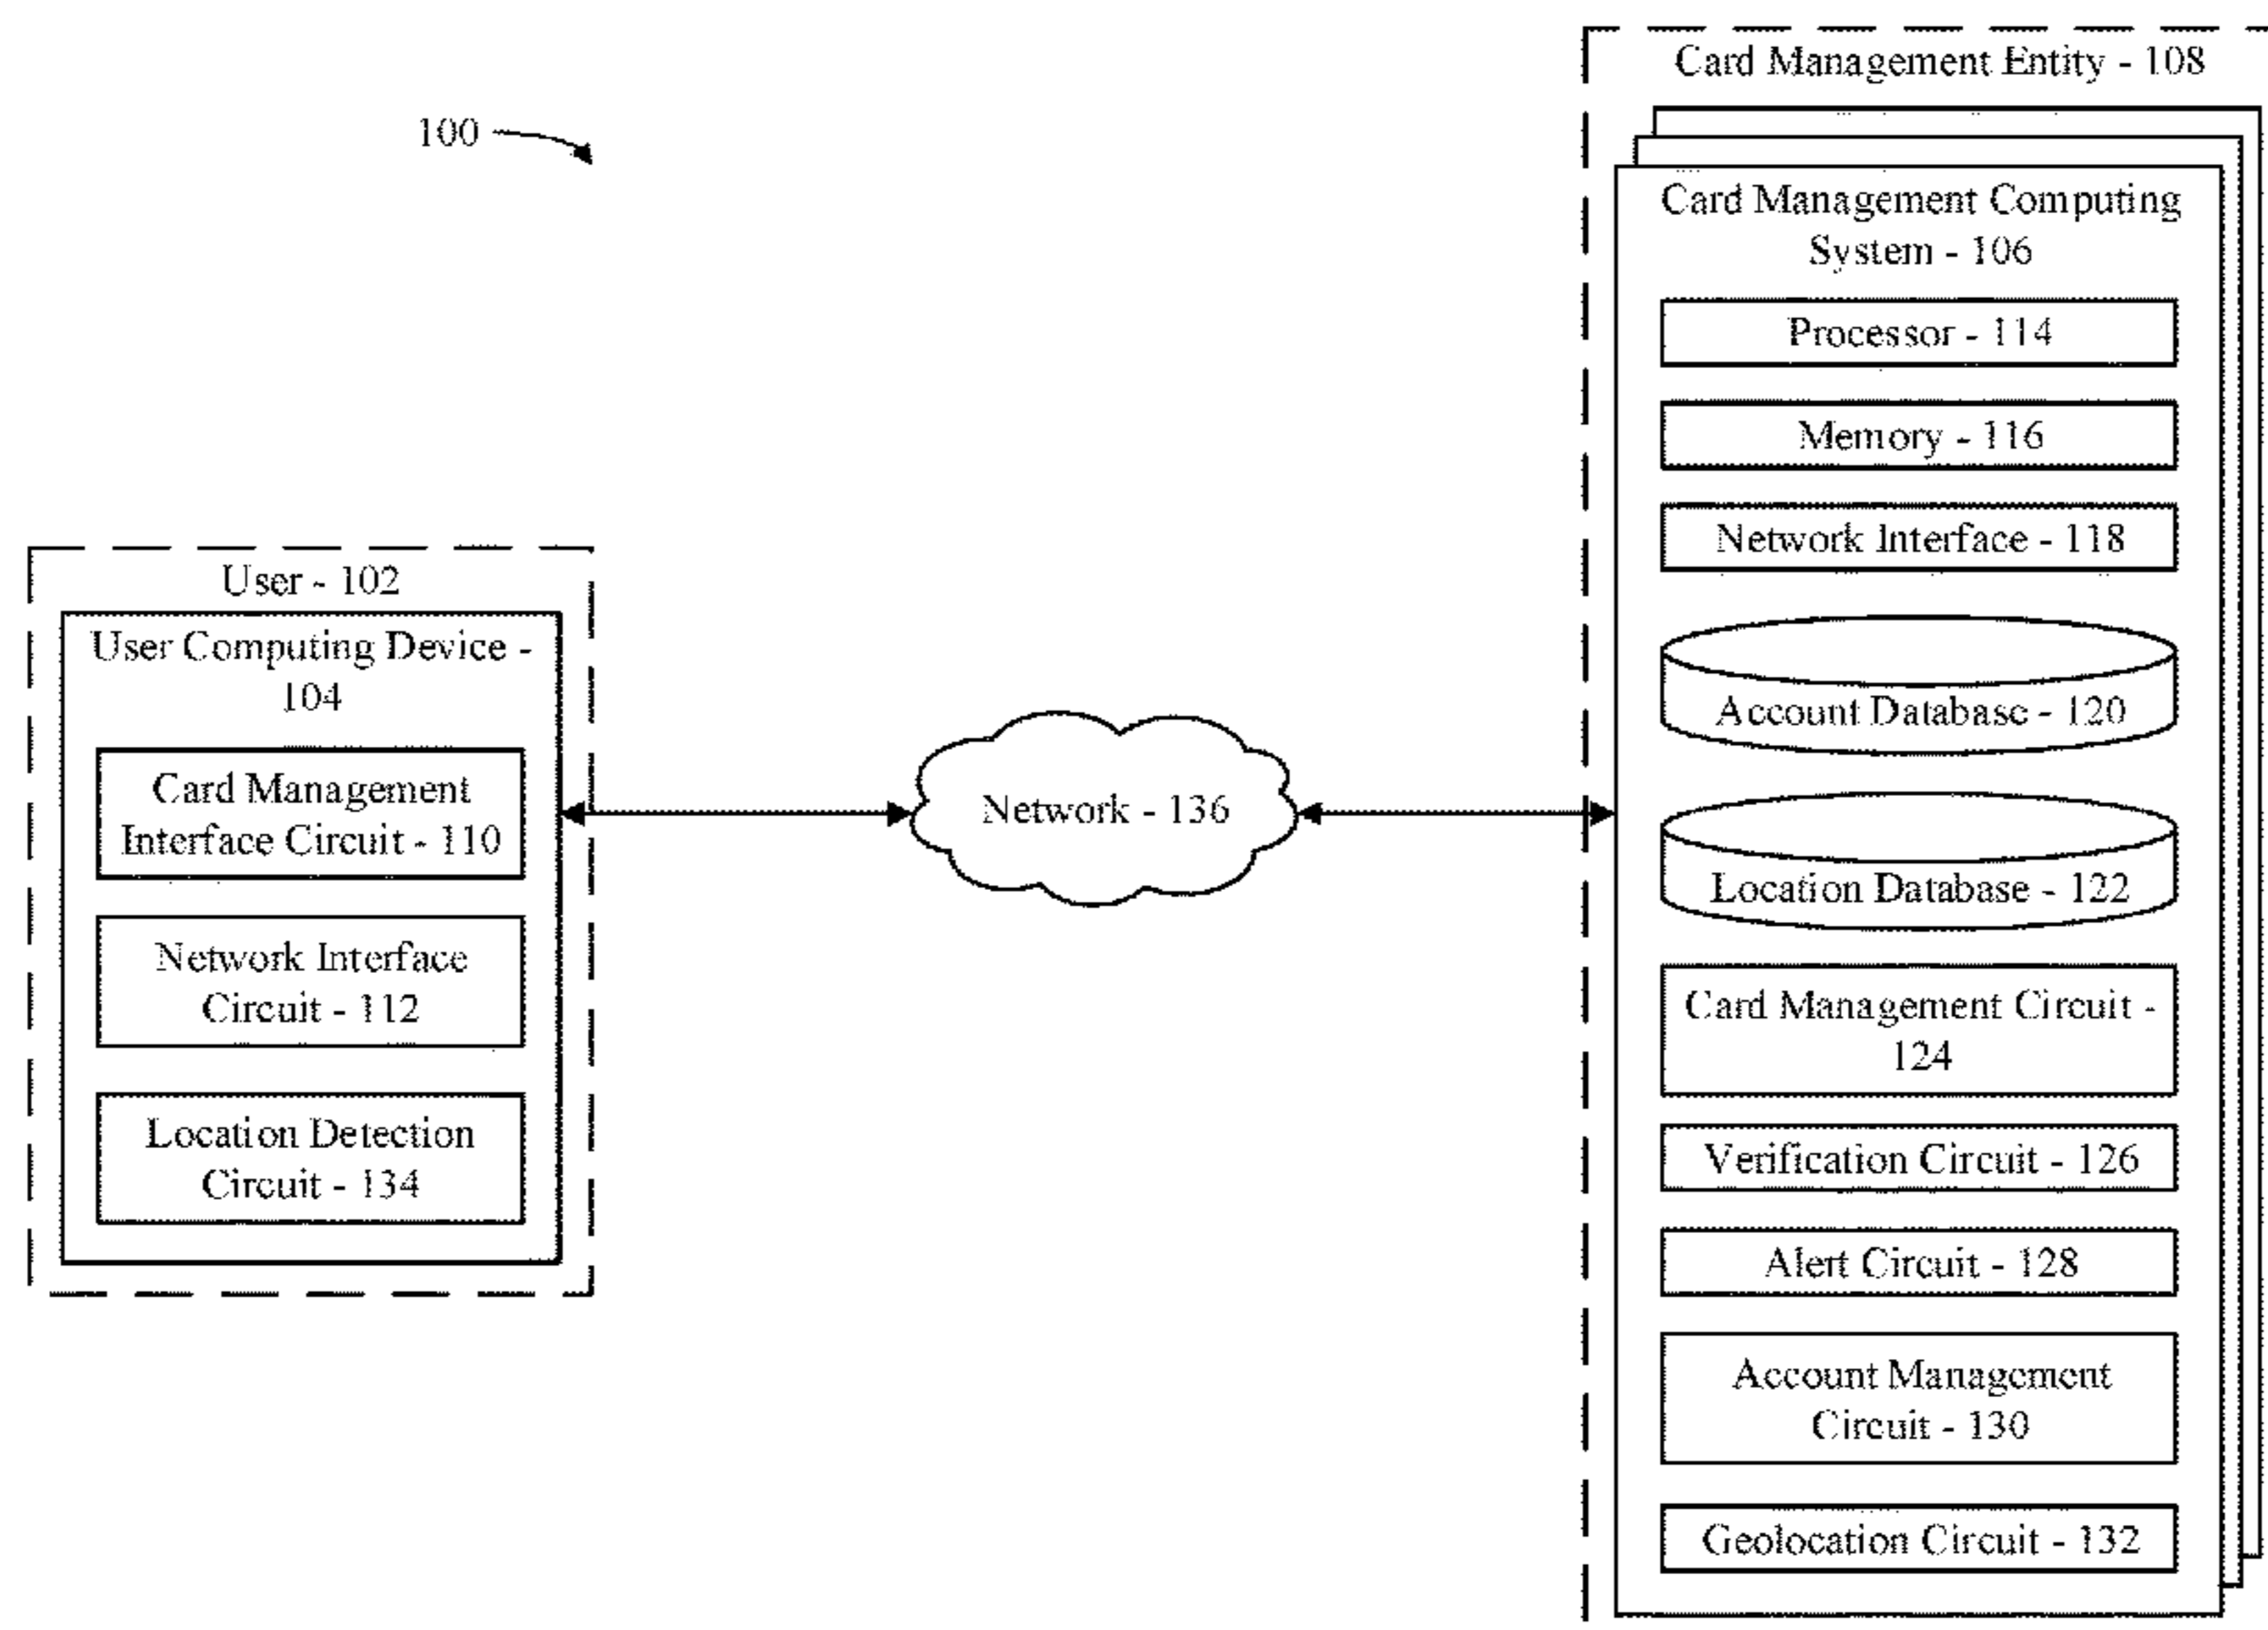 100
User - 102
User Computing Device -
104
Card Management
Interface Circuit - 110
Network Interface
Circuit - 112
Location Detection
Circuit - 134
Network - 136
Card Management Entity - 108
Card Management Computing
System - 106
Processor - 114
Memory - 116
Network Interface - 118
Account Database - 120
Location Database - 122
Card Management Circuit -
124
Verification Circuit - 126
Alert Circuit - 128
Account Management
Circuit - 130
Geolocation Circuit - 132